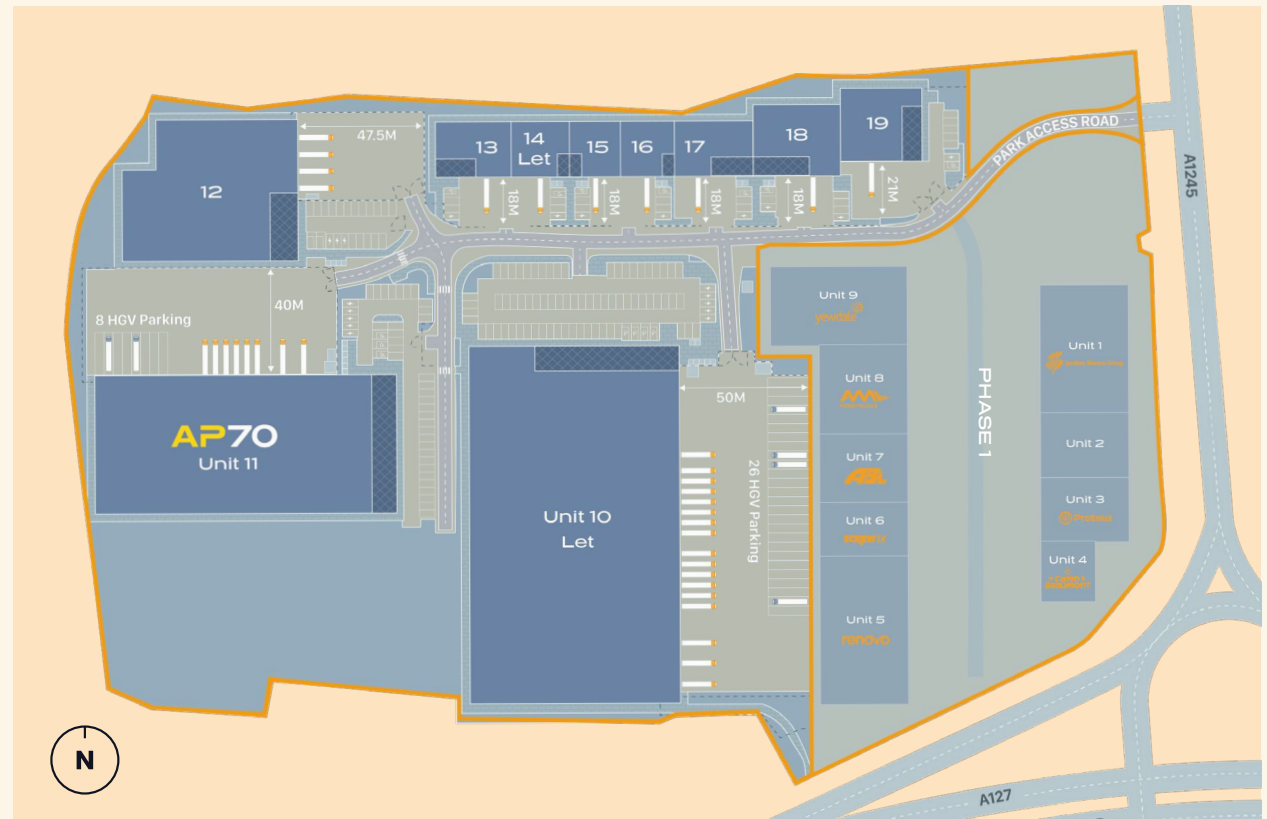 47.5M
12
13
14
Let
15
16
17
18
19
18M
18M
18M
18M
21M
PARK ACCESS ROAD
A1245
40M
8 HGV Parking
AP70
Unit 11
Unit 10
Let
50M
26 HGV Parking
Unit 9
yewdale
Unit 8
Unit 7
Unit 6
Unit 5
renovo
PHASE 1
Unit 1
Unit 2
Unit 3
Unit 4
N
A127